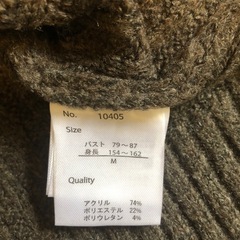 No. 10405
Size
バスト 79～87
身長 154～162
M
Quality
アクリル 74%
ポリエステル 22%
ポリウレタン 4%